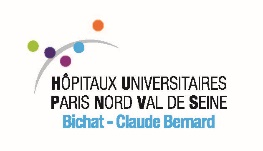 HÔPITAUX UNIVERSITAIRES
PARIS NORD VAL DE SEINE
Bichat - Claude Bernard